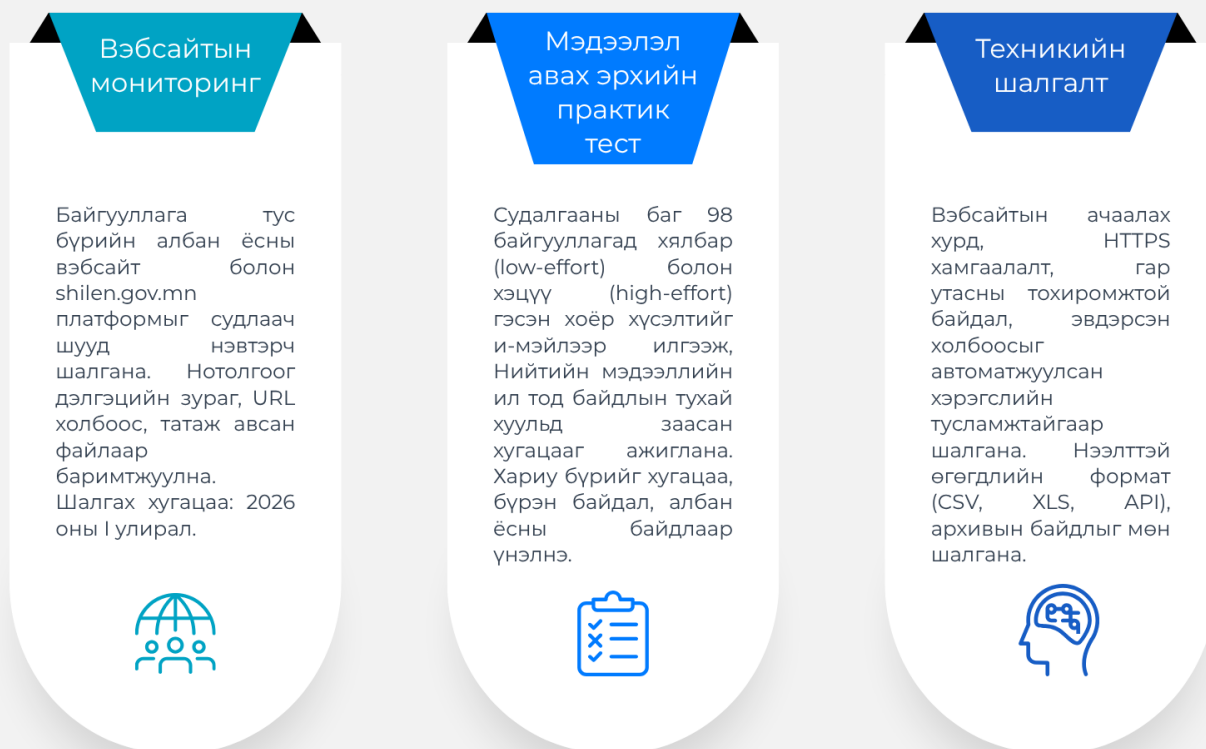 Вэбсайтын
мониторинг
Байгууллага тус
бүрийн албан ёсны
вэбсайт болон
shilen.gov.mn
платформыг судлаач
шууд нэвтэрч
шалгана. Нотолгоог
дэлгэцийн зураг, URL
холбоос, татаж авсан
файлаар
баримтжуулна.
Шалгах хугацаа: 2026
оны I улирал.
Мэдээлэл
авах эрхийн
практик
тест
Судалгааны баг 98
байгууллагад хялбар
(low-effort) болон
хэцүү (high-effort)
гэсэн хоёр хүсэлтийг
и-мэйлээр илгээж,
Нийтийн мэдээллийн
ил тод байдлын тухай
хуульд заасан
хугацааг ажиглана.
Хариу бүрийг хугацаа,
бүрэн байдал, албан
ёсны байдлаар
үнэлнэ.
Техникийн
шалгалт
Вэбсайтын ачаалах
хурд, HTTPS
хамгаалалт, гар
утасны тохиромжтой
байдал, эвдэрсэн
холбоосыг
автоматжуулсан
хэрэгслийн
тусламжтайгаар
шалгана. Нээлттэй
өгөгдлийн формат
(CSV, XLS, API),
архивын байдлыг мөн
шалгана.